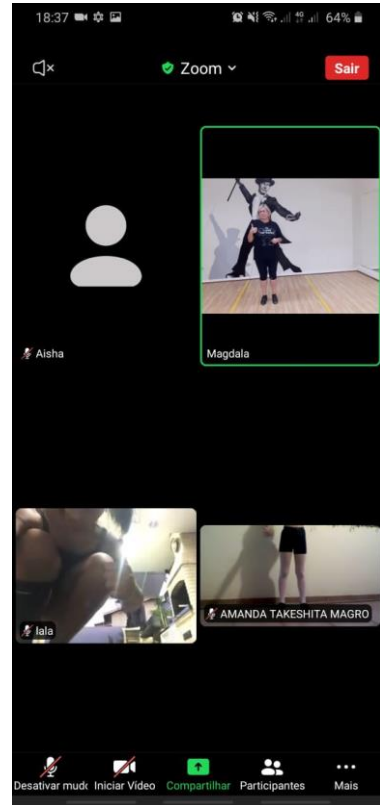 18:37
64%
Zoom
Sair
Aisha
Magdala
lala
AMANDA TAKESHITA MAGRO
Desativar mudo
Iniciar Vídeo
Compartilhar
Participantes
Mais